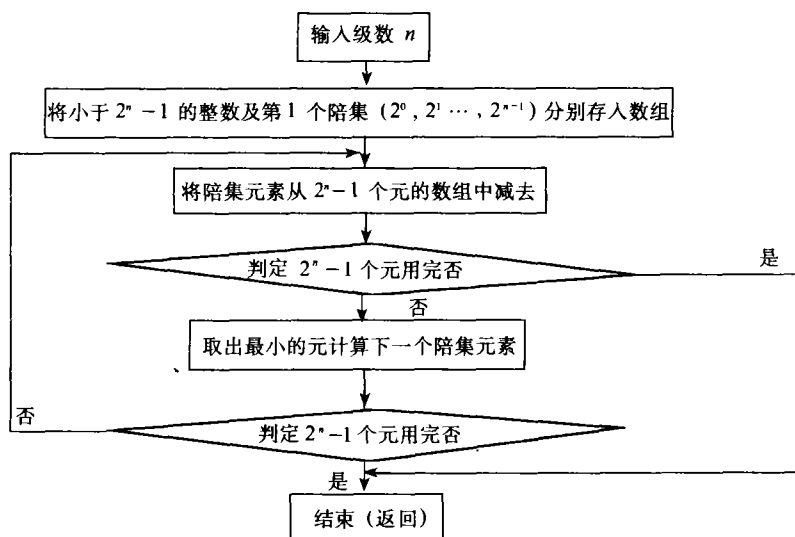 输入级数 n
将小于 2ⁿ －1 的整数及第 1 个陪集（2⁰，2¹ …，2ⁿ⁻¹）分别存入数组
将陪集元素从 2ⁿ－1 个元的数组中减去
判定 2ⁿ－1 个元用完否
是
否
取出最小的元计算下一个陪集元素
否
判定 2ⁿ－1 个元用完否
是
结束（返回）